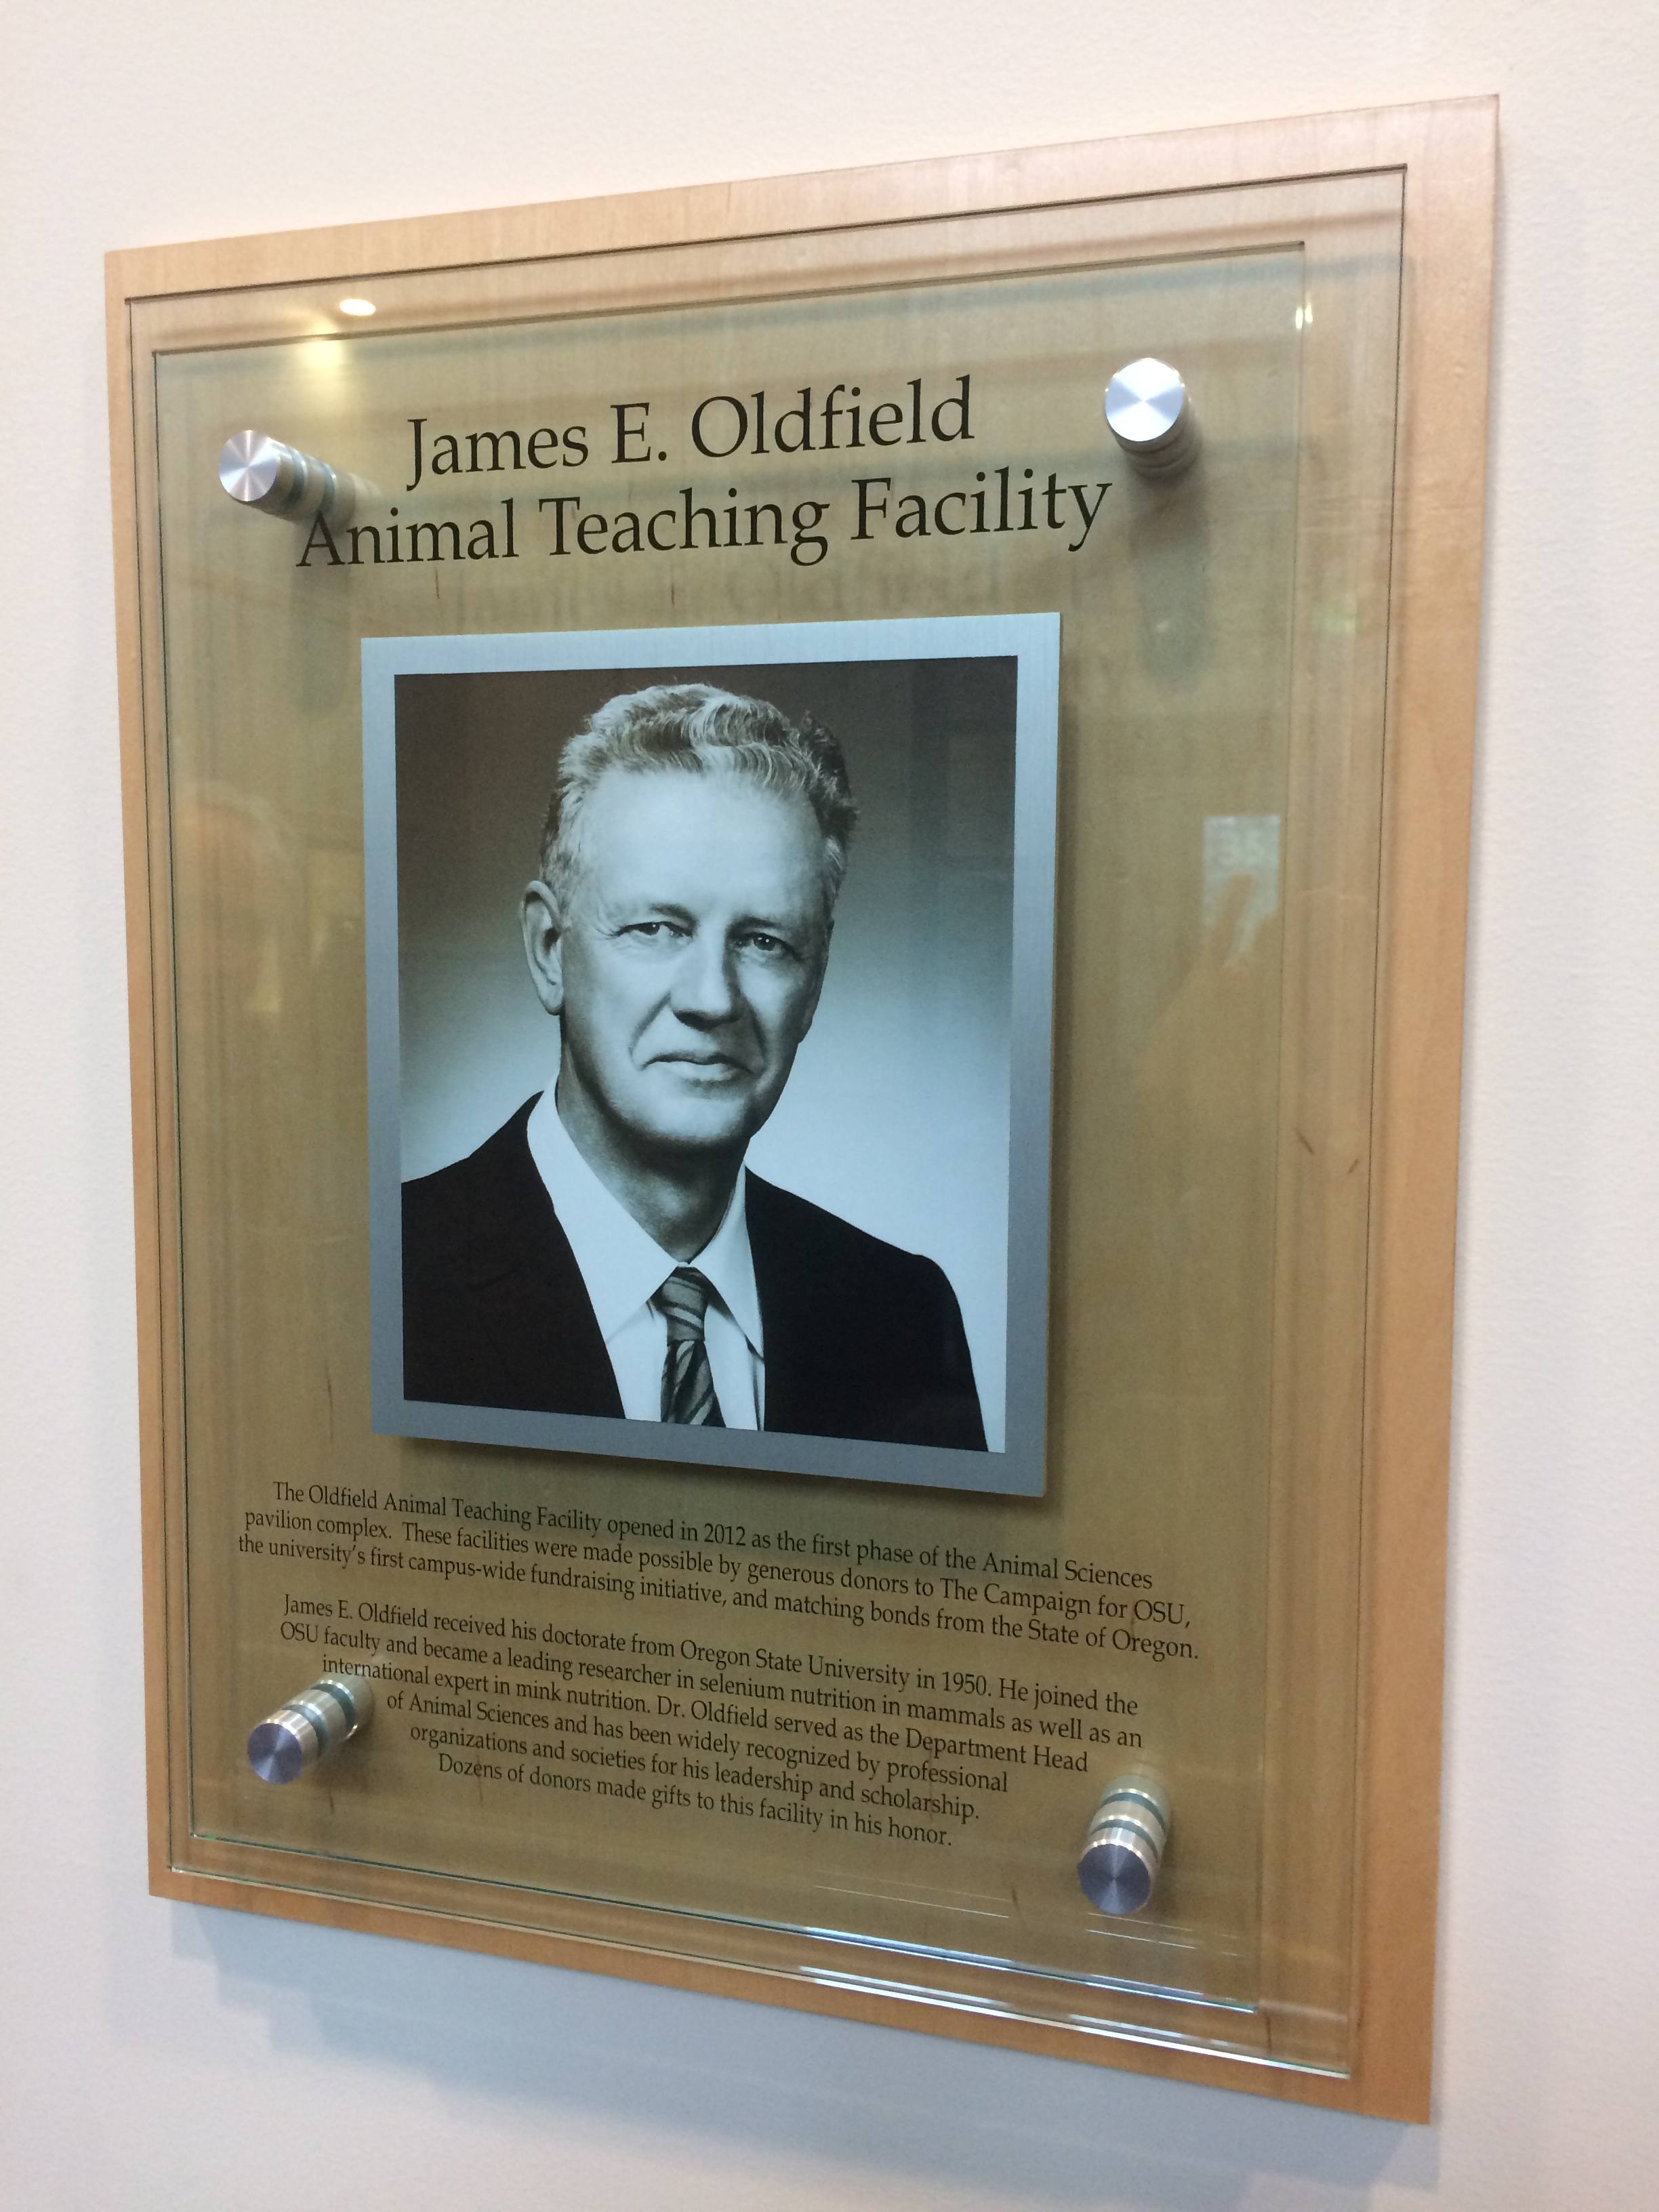 James E. Oldfield
Animal Teaching Facility
The Oldfield Animal Teaching Facility opened in 2012 as the first phase of the Animal Sciences
pavilion complex. These facilities were made possible by generous donors to The Campaign for OSU,
the university's first campus-wide fundraising initiative, and matching bonds from the State of Oregon.
James E. Oldfield received his doctorate from Oregon State University in 1950. He joined the
OSU faculty and became a leading researcher in selenium nutrition in mammals as well as an
international expert in mink nutrition. Dr. Oldfield served as the Department Head
of Animal Sciences and has been widely recognized by professional
organizations and societies for his leadership and scholarship.
Dozens of donors made gifts to this facility in his honor.